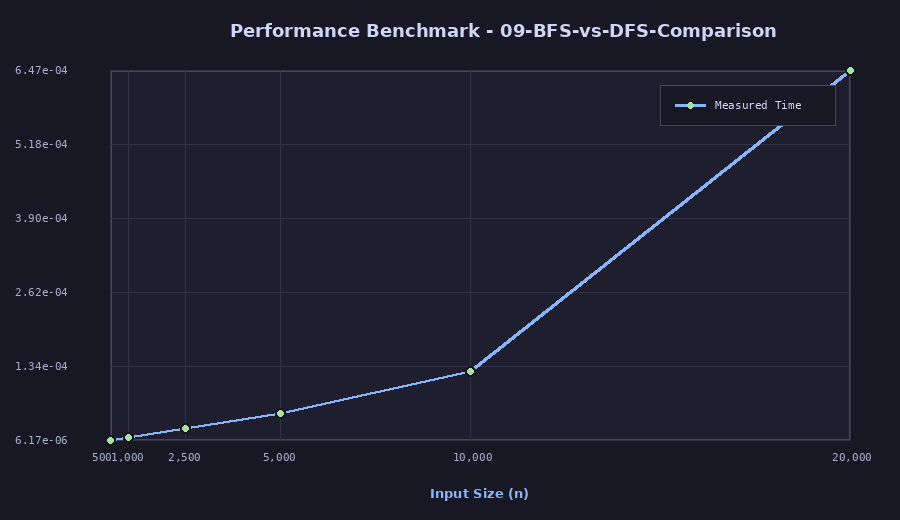 Performance Benchmark - 09-BFS-vs-DFS-Comparison
6.47e-04
Measured Time
5.18e-04
3.90e-04
2.62e-04
1.34e-04
6.17e-06
500 1,000 2,500 5,000 10,000 20,000
Input Size (n)